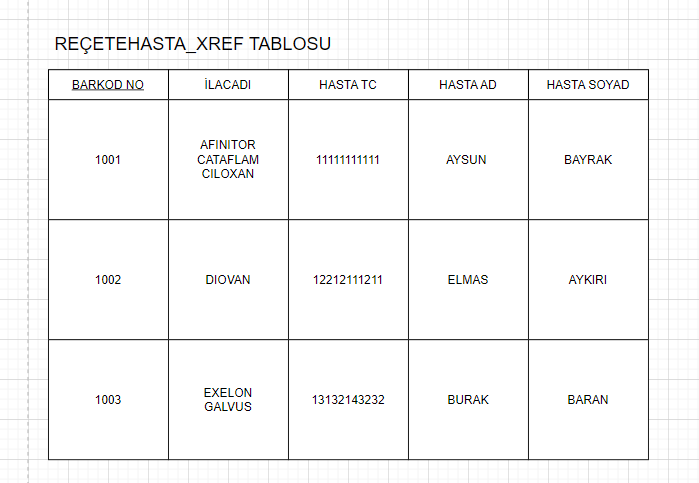 REÇETEHASTA_XREF TABLOSU
BARKOD NO İLACADI HASTA TC HASTA AD HASTA SOYAD
1001 AFINITOR CATAFLAM CILOXAN 11111111111 AYSUN BAYRAK
1002 DIOVAN 12212111211 ELMAS AYKIRI
1003 EXELON GALVUS 13132143232 BURAK BARAN